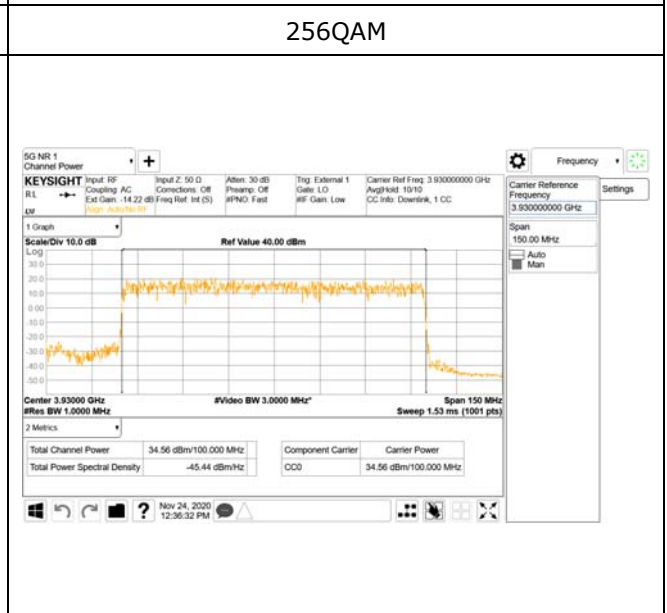 256QAM
5G NR 1
Channel Power
+
Frequency
KEYSIGHT
RL
Input: RF
Coupling: AC
Ext Gain: -14.22 dB
Align: Auto/No RF
Input Z: 50 Ω
Corrections: Off
Freq Ref: Int (S)
Atten: 30 dB
Preamp: Off
#PNO: Fast
Trig: External 1
Gate: LO
#IF Gain: Low
Carrier Ref Freq: 3.930000000 GHz
Avg|Hold: 10/10
CC Info: Downlink, 1 CC
Carrier Reference
Frequency
3.930000000 GHz
Settings
Span
150.00 MHz
Auto
Man
1 Graph
Scale/Div 10.0 dB
Ref Value 40.00 dBm
Log
30.0
20.0
10.0
0.00
-10.0
-20.0
-30.0
-40.0
-50.0
Center 3.93000 GHz
#Video BW 3.0000 MHz*
Span 150 MHz
#Res BW 1.0000 MHz
Sweep 1.53 ms (1001 pts)
2 Metrics
Total Channel Power 34.56 dBm/100.000 MHz
Total Power Spectral Density -45.44 dBm/Hz
Component Carrier Carrier Power
CC0 34.56 dBm/100.000 MHz
?
Nov 24, 2020
12:36:32 PM